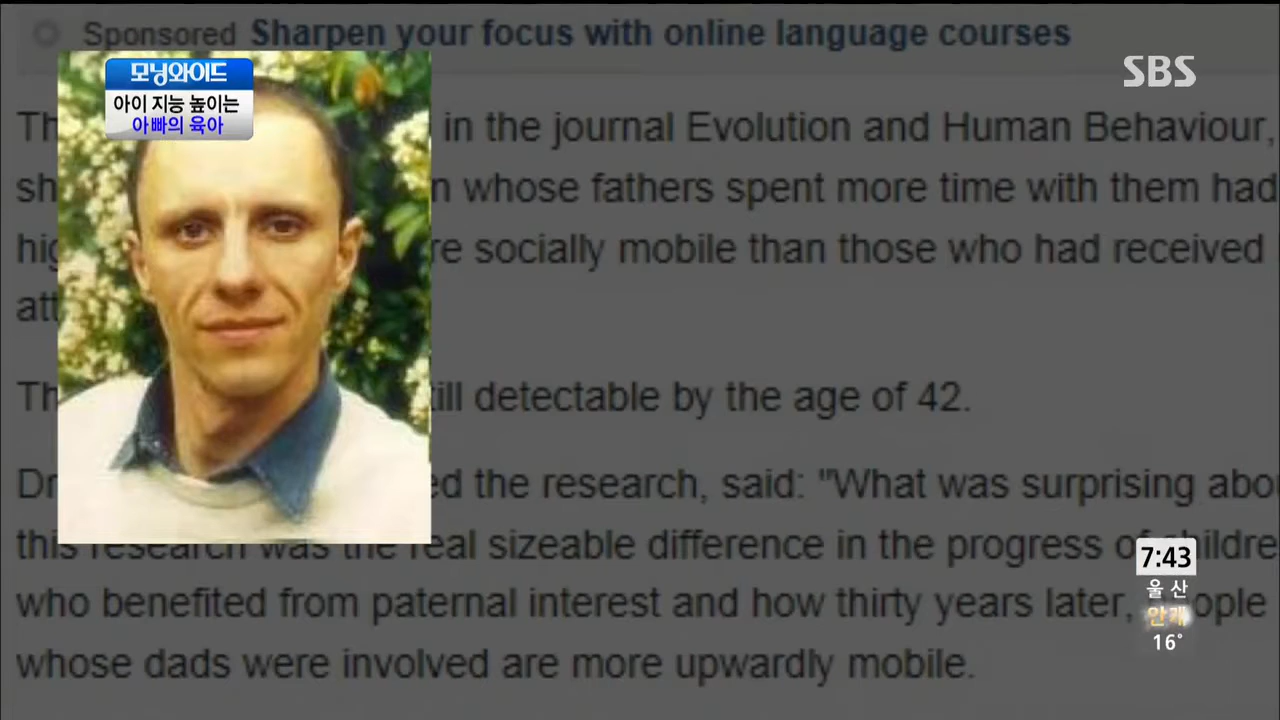 Sponsored Sharpen your focus with online language courses
모닝와이드
아이 지능 높이는
아빠의 육아
SBS
in the journal Evolution and Human Behaviour,
whose fathers spent more time with them had
socially mobile than those who had received
detectable by the age of 42.
the research, said: "What was surprising
this research was the real sizeable difference in the progress of
who benefited from paternal interest and how thirty years later,
whose dads were involved are more upwardly mobile.
7:43
울산
안개
16°